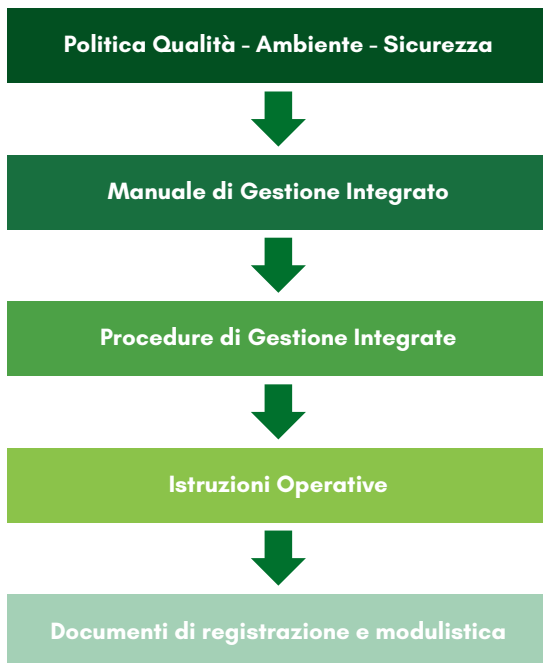 Politica Qualità - Ambiente - Sicurezza
Manuale di Gestione Integrato
Procedure di Gestione Integrate
Istruzioni Operative
Documenti di registrazione e modulistica